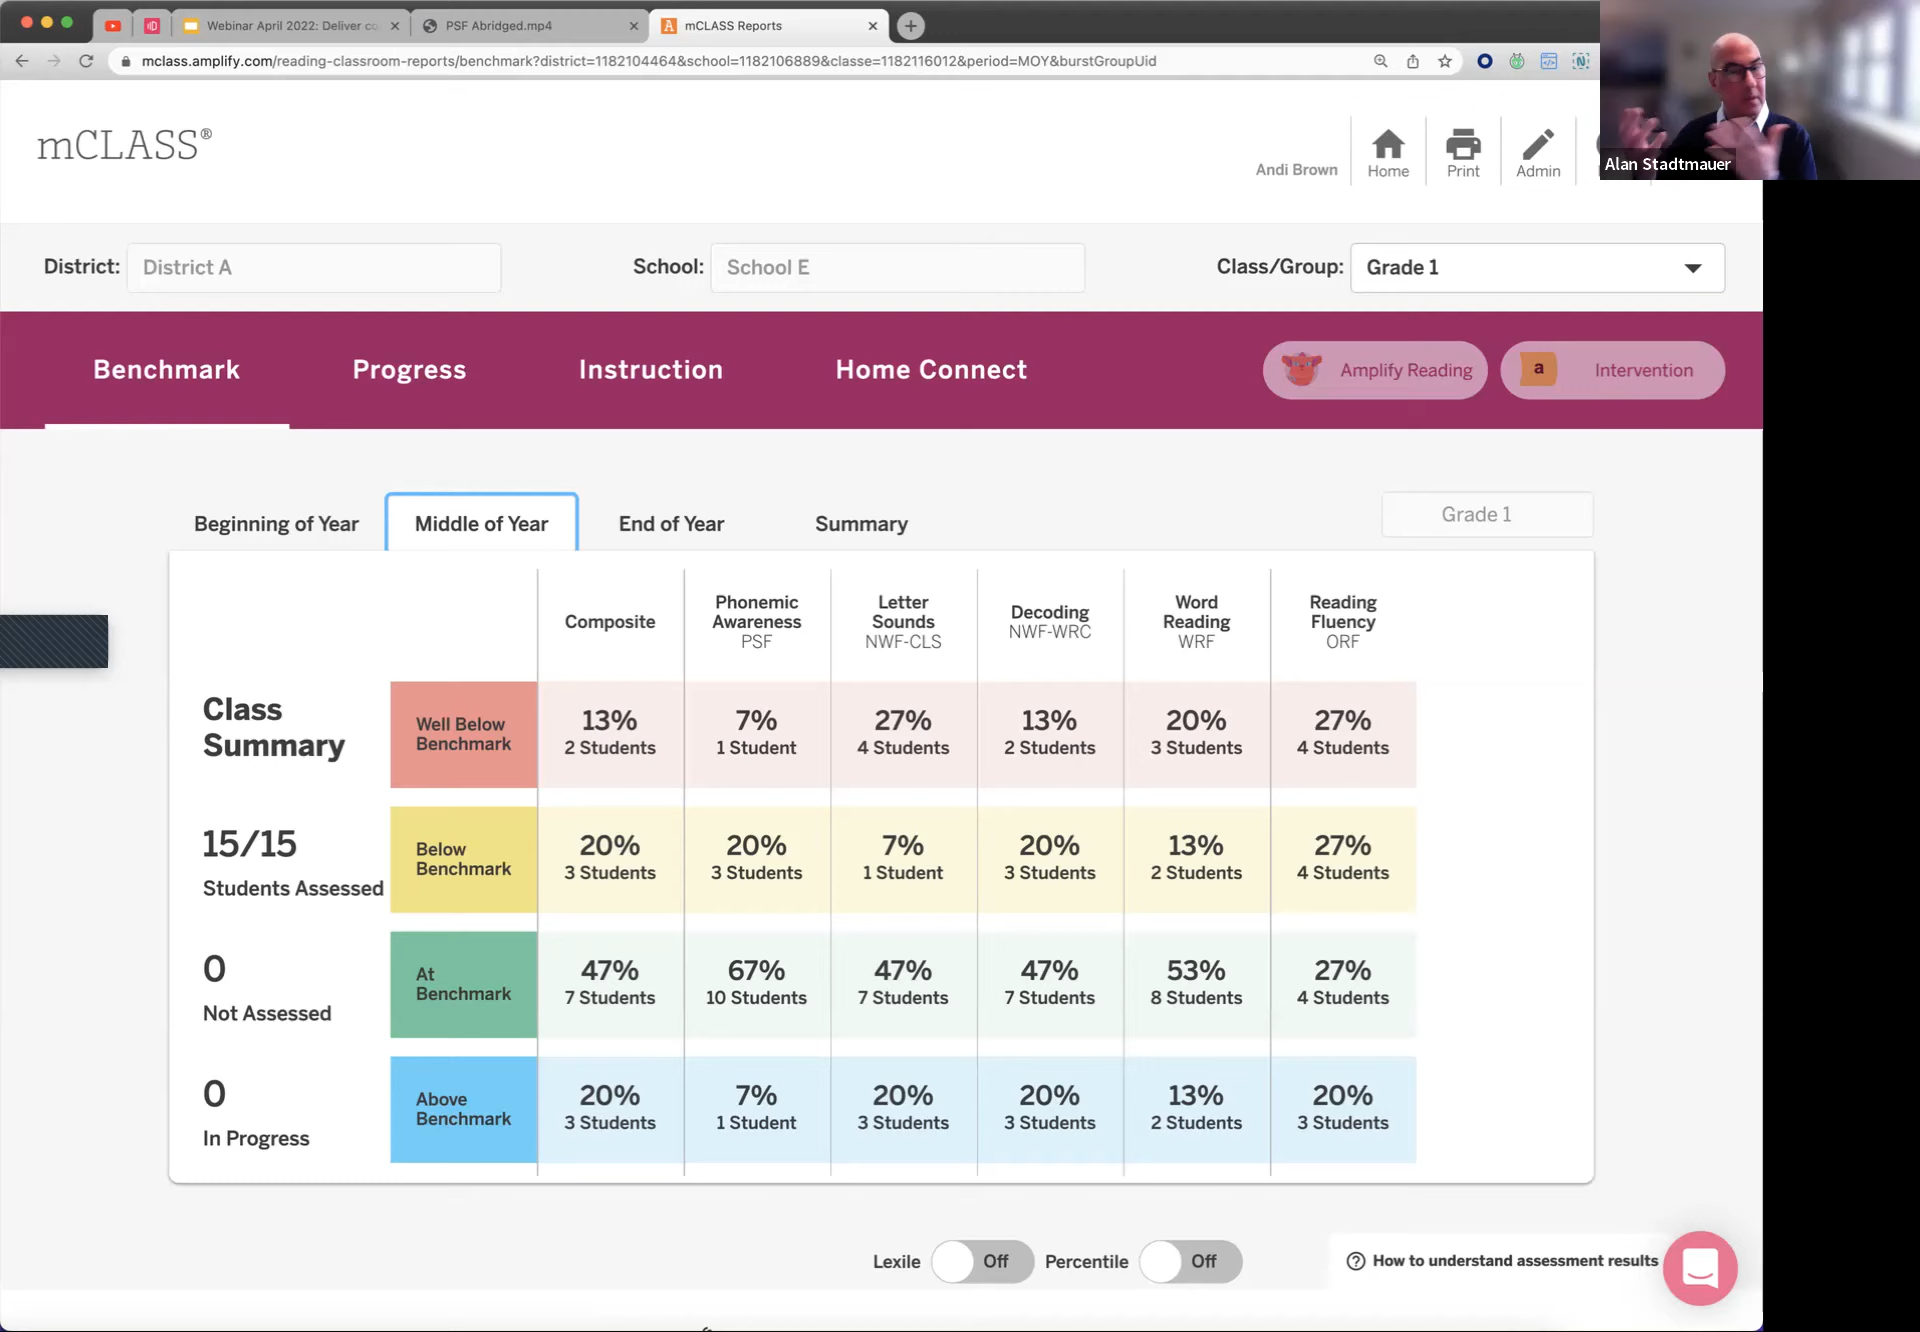 Webinar April 2022: Deliver co
PSF Abridged.mp4
mCLASS Reports
mclass.amplify.com/reading-classroom-reports/benchmark?district=1182104464&school=1182106889&classe=1182116012&period=MOY&burstGroupUid
Alan Stadtmauer
mCLASS®
Andi Brown
Home
Print
Admin
District: District A
School: School E
Class/Group: Grade 1
Benchmark
Progress
Instruction
Home Connect
Amplify Reading
a
Intervention
Beginning of Year
Middle of Year
End of Year
Summary
Grade 1
Composite
Phonemic
Awareness
PSF
Letter
Sounds
NWF-CLS
Decoding
NWF-WRC
Word
Reading
WRF
Reading
Fluency
ORF
Class
Summary
Well Below
Benchmark
13%
2 Students
7%
1 Student
27%
4 Students
13%
2 Students
20%
3 Students
27%
4 Students
15/15
Students Assessed
Below
Benchmark
20%
3 Students
20%
3 Students
7%
1 Student
20%
3 Students
13%
2 Students
27%
4 Students
0
Not Assessed
At
Benchmark
47%
7 Students
67%
10 Students
47%
7 Students
47%
7 Students
53%
8 Students
27%
4 Students
0
In Progress
Above
Benchmark
20%
3 Students
7%
1 Student
20%
3 Students
20%
3 Students
13%
2 Students
20%
3 Students
Lexile Off
Percentile Off
How to understand assessment results